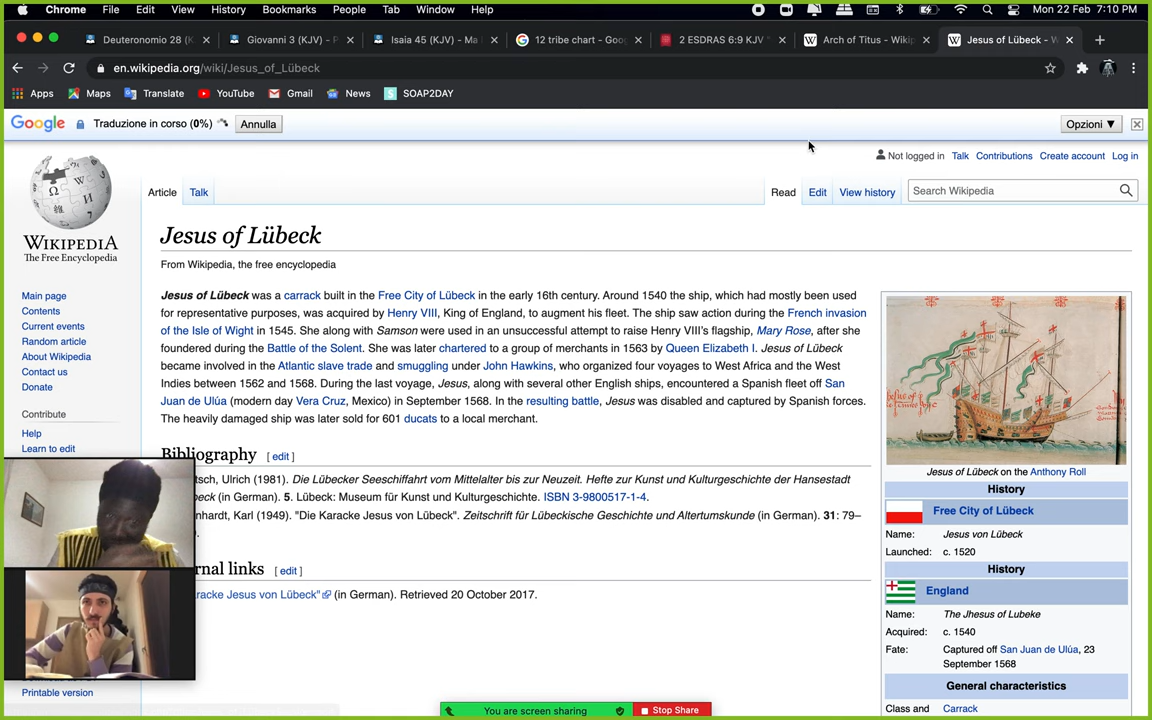 Chrome File Edit View History Bookmarks People Tab Window Help Mon 22 Feb 7:10 PM
Deuteronomio 28 (K Giovanni 3 (KJV) - P Isaia 45 (KJV) - Ma 12 tribe chart - Goo 2 ESDRAS 6:9 KJV " Arch of Titus - Wikip Jesus of Lübeck - W
en.wikipedia.org/wiki/Jesus_of_Lübeck
Apps Maps Translate YouTube Gmail News SOAP2DAY
Google Traduzione in corso (0%) Annulla Opzioni ▼
Not logged in Talk Contributions Create account Log in
Article Talk Read Edit View history Search Wikipedia
WIKIPEDIA
The Free Encyclopedia
Main page
Contents
Current events
Random article
About Wikipedia
Contact us
Donate
Contribute
Help
Learn to edit
Printable version
Jesus of Lübeck
From Wikipedia, the free encyclopedia
Jesus of Lübeck was a carrack built in the Free City of Lübeck in the early 16th century. Around 1540 the ship, which had mostly been used
for representative purposes, was acquired by Henry VIII, King of England, to augment his fleet. The ship saw action during the French invasion
of the Isle of Wight in 1545. She along with Samson were used in an unsuccessful attempt to raise Henry VIII's flagship, Mary Rose, after she
foundered during the Battle of the Solent. She was later chartered to a group of merchants in 1563 by Queen Elizabeth I. Jesus of Lübeck
became involved in the Atlantic slave trade and smuggling under John Hawkins, who organized four voyages to West Africa and the West
Indies between 1562 and 1568. During the last voyage, Jesus, along with several other English ships, encountered a Spanish fleet off San
Juan de Ulúa (modern day Vera Cruz, Mexico) in September 1568. In the resulting battle, Jesus was disabled and captured by Spanish forces.
The heavily damaged ship was later sold for 601 ducats to a local merchant.
Bibliography [ edit ]
tsch, Ulrich (1981). Die Lübecker Seeschiffahrt vom Mittelalter bis zur Neuzeit. Hefte zur Kunst und Kulturgeschichte der Hansestadt
beck (in German). 5. Lübeck: Museum für Kunst und Kulturgeschichte. ISBN 3-9800517-1-4.
nhardt, Karl (1949). "Die Karacke Jesus von Lübeck". Zeitschrift für Lübeckische Geschichte und Altertumskunde (in German). 31: 79–
rnal links [ edit ]
aracke Jesus von Lübeck" (in German). Retrieved 20 October 2017.
Jesus of Lübeck on the Anthony Roll
History
Free City of Lübeck
Name: Jesus von Lübeck
Launched: c. 1520
History
England
Name: The Jhesus of Lubeke
Acquired: c. 1540
Fate: Captured off San Juan de Ulúa, 23
September 1568
General characteristics
Class and Carrack
You are screen sharing Stop Share